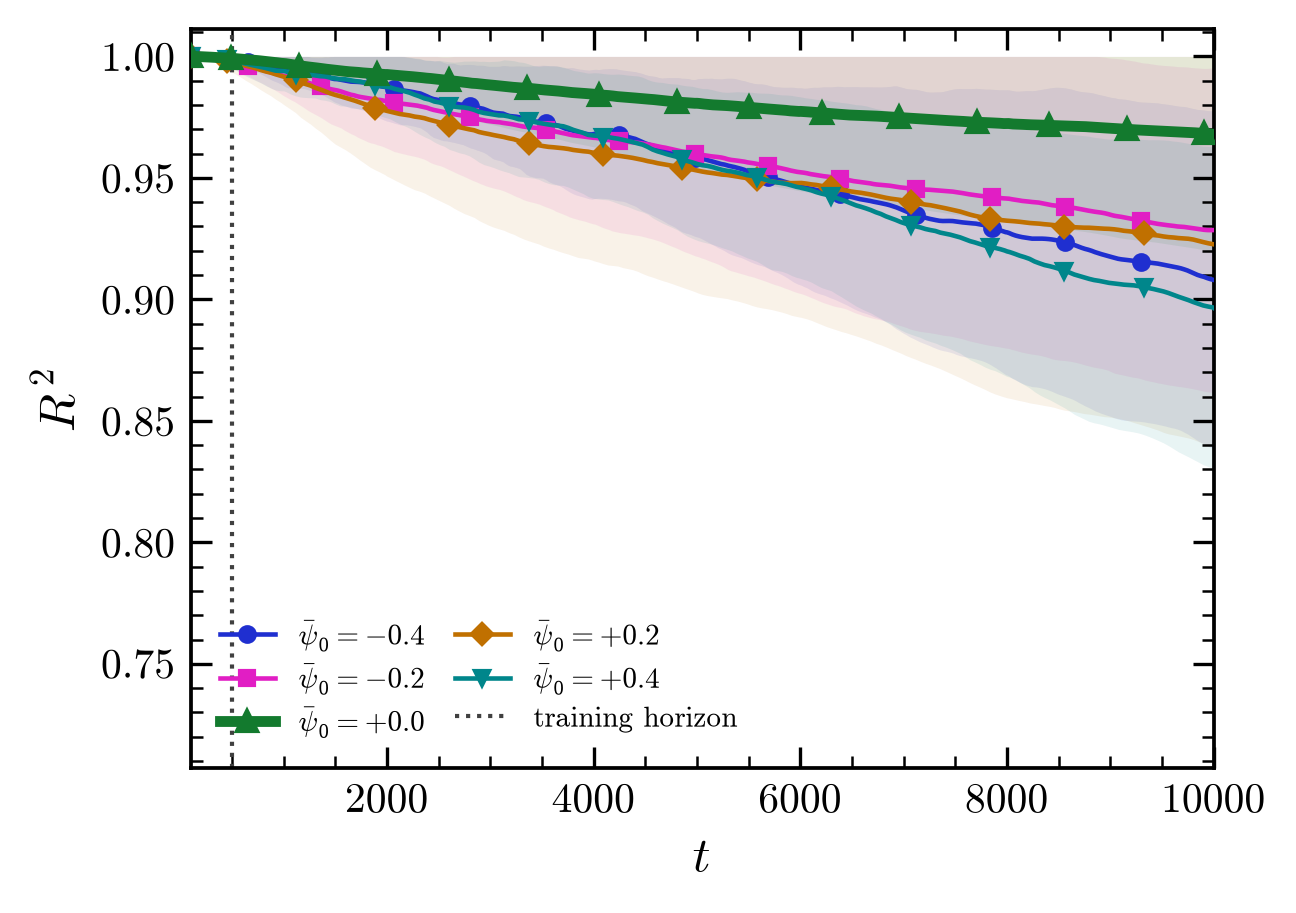 1.00
0.95
0.90
0.85
0.80
0.75
R²
ψ̄₀ = −0.4
ψ̄₀ = −0.2
ψ̄₀ = +0.0
ψ̄₀ = +0.2
ψ̄₀ = +0.4
training horizon
2000 4000 6000 8000 10000
t